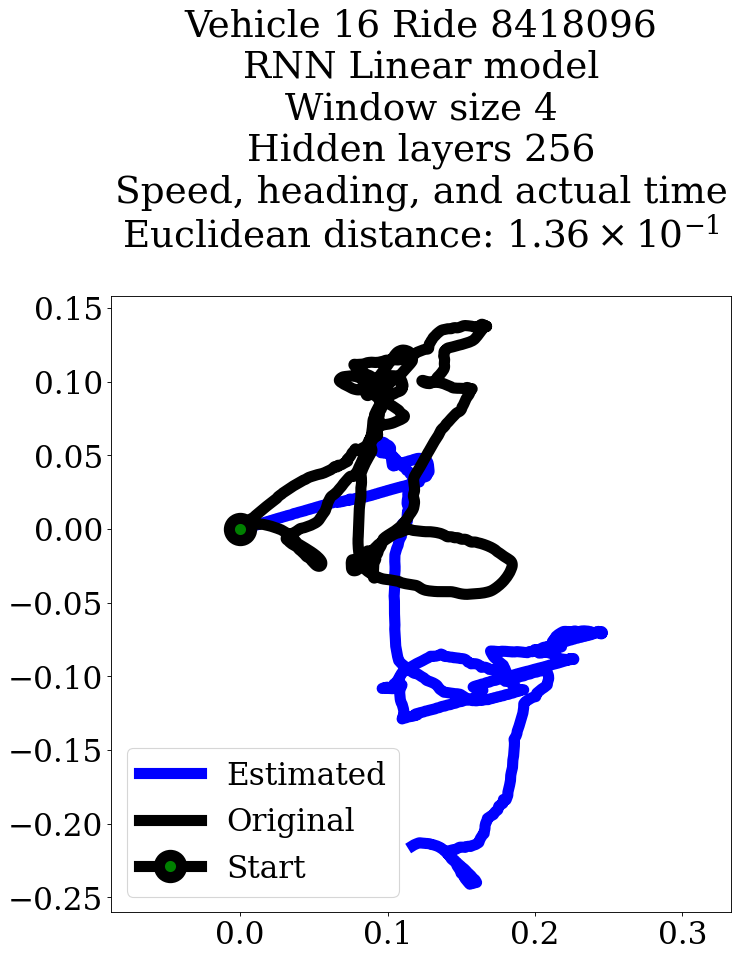 Vehicle 16 Ride 8418096
RNN Linear model
Window size 4
Hidden layers 256
Speed, heading, and actual time
Euclidean distance: 1.36 × 10⁻¹
0.15
0.10
0.05
0.00
−0.05
−0.10
−0.15
−0.20
−0.25
Estimated
Original
Start
0.0 0.1 0.2 0.3